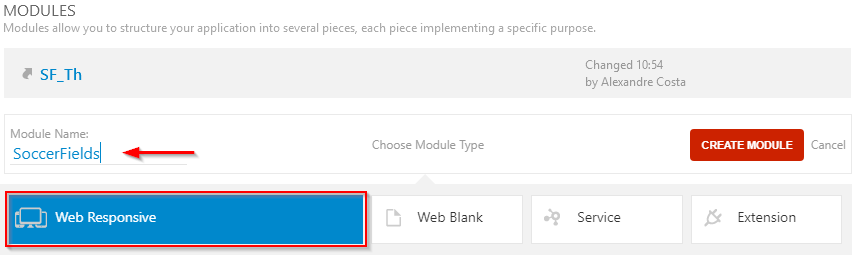 MODULES
Modules allow you to structure your application into several pieces, each piece implementing a specific purpose.
SF_Th
Changed 10:54
by Alexandre Costa
Module Name:
SoccerFields
Choose Module Type
CREATE MODULE
Cancel
Web Responsive
Web Blank
Service
Extension